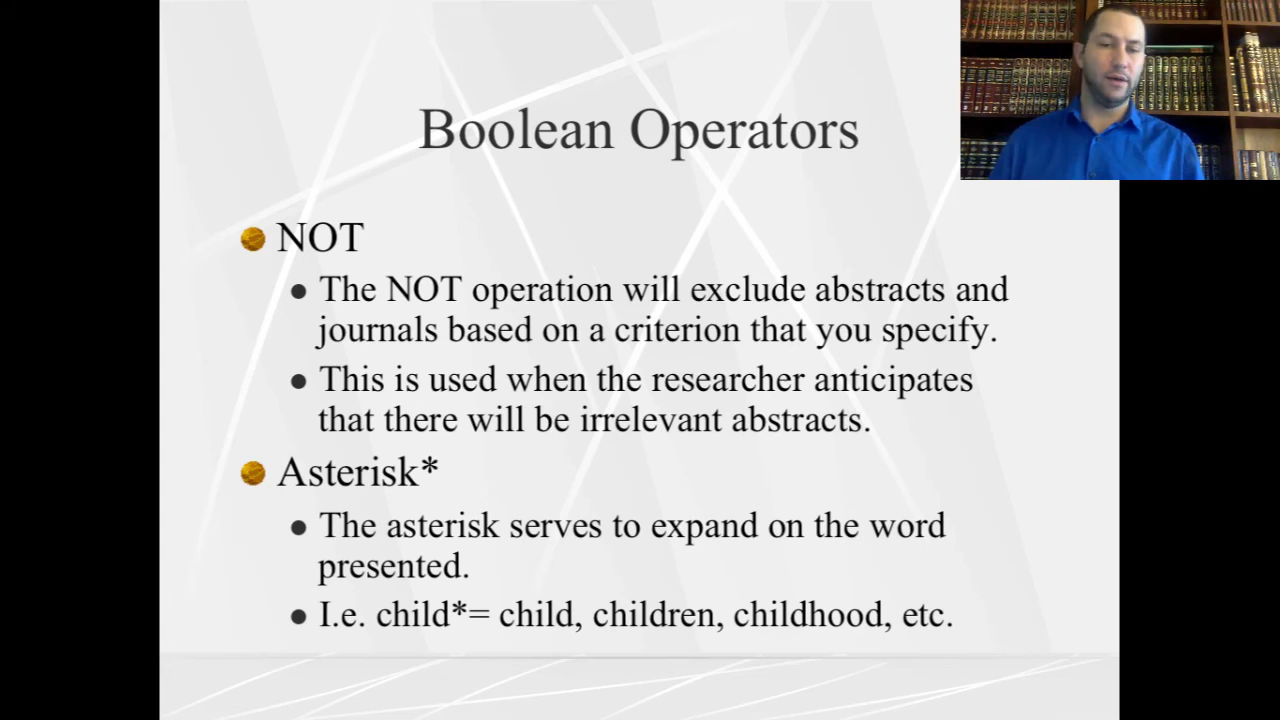 Boolean Operators
NOT
The NOT operation will exclude abstracts and
journals based on a criterion that you specify.
This is used when the researcher anticipates
that there will be irrelevant abstracts.
Asterisk*
The asterisk serves to expand on the word
presented.
I.e. child*= child, children, childhood, etc.